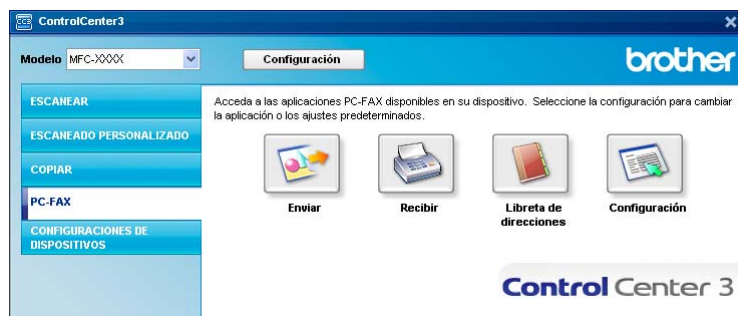 ControlCenter3
Modelo MFC-XXXX Configuración brother
ESCANEAR
ESCANEADO PERSONALIZADO
COPIAR
PC-FAX
CONFIGURACIONES DE
DISPOSITIVOS
Acceda a las aplicaciones PC-FAX disponibles en su dispositivo. Seleccione la configuración para cambiar
la aplicación o los ajustes predeterminados.
Enviar
Recibir
Libreta de
direcciones
Configuración
Control Center 3